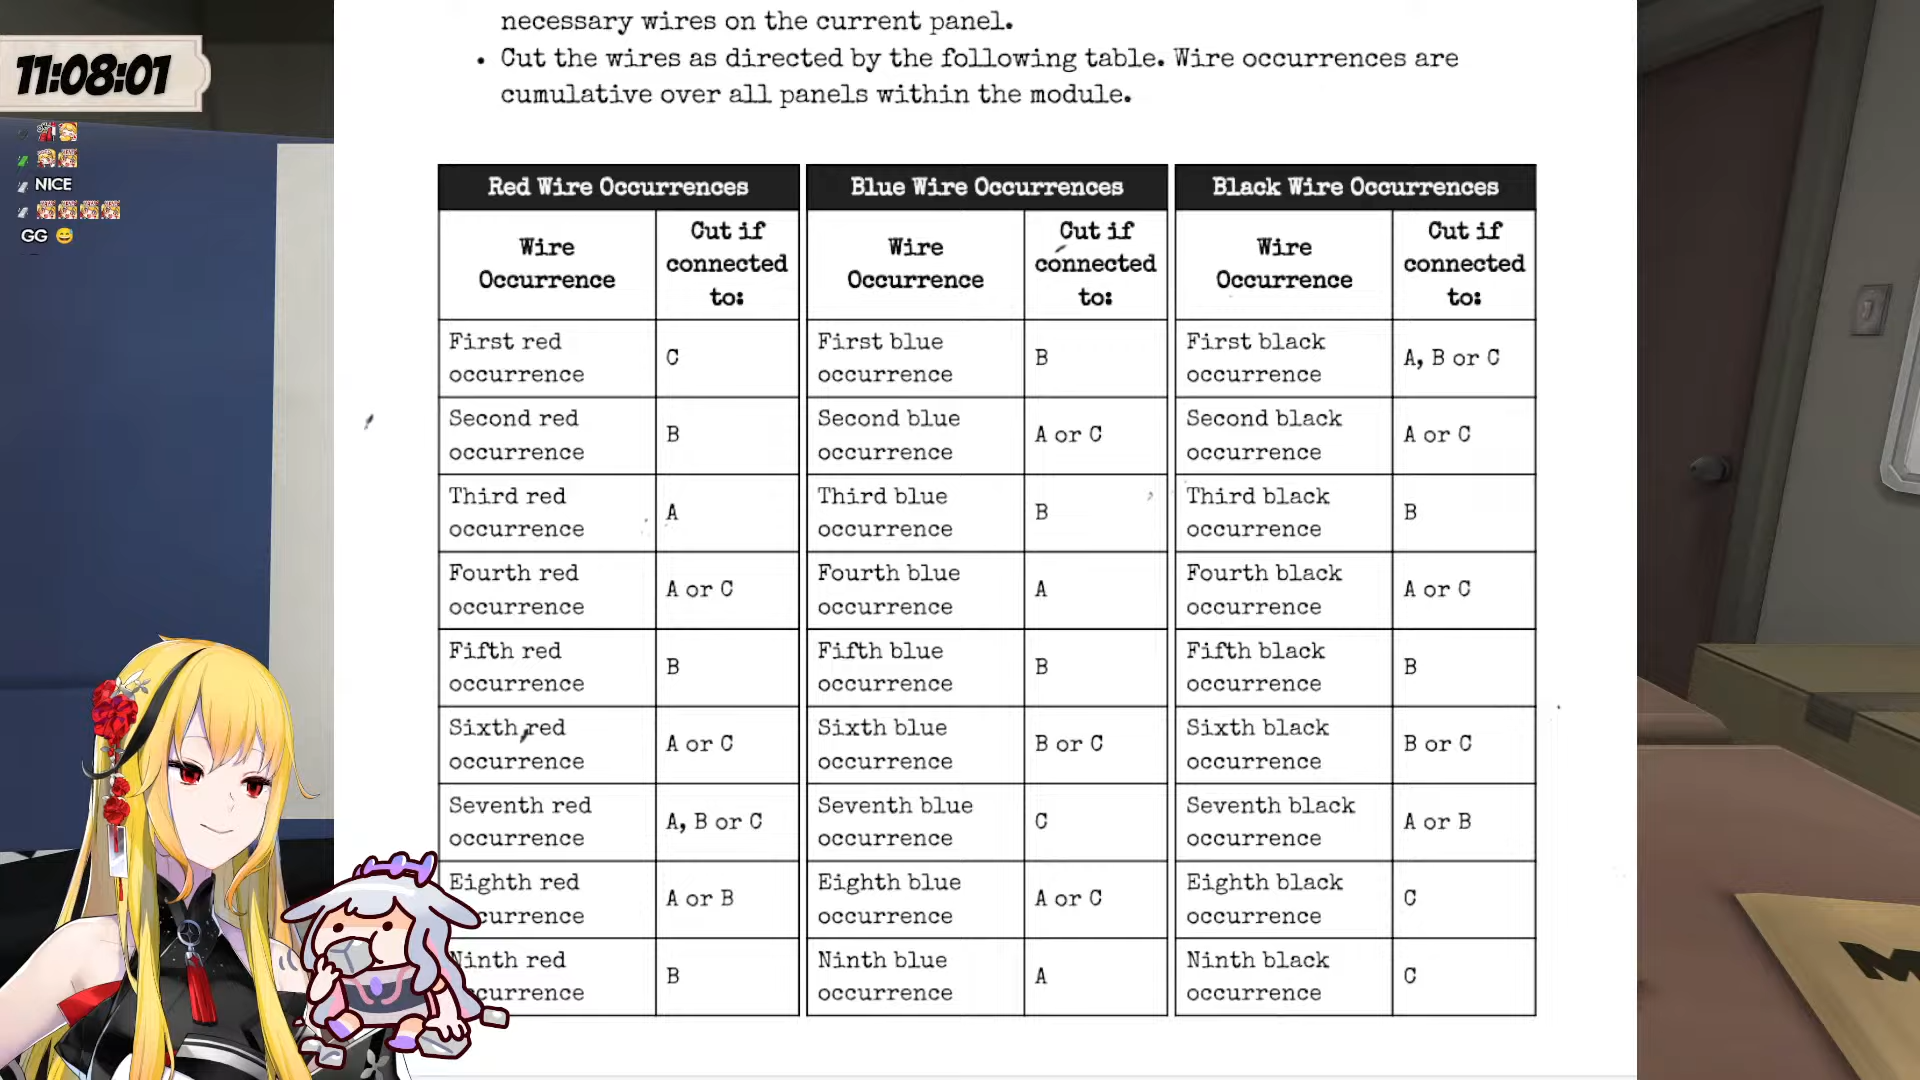 11:08:01
NICE
GG
necessary wires on the current panel.
• Cut the wires as directed by the following table. Wire occurrences are
cumulative over all panels within the module.
Red Wire Occurrences
Wire
Occurrence
Cut if
connected
to:
First red
occurrence
C
Second red
occurrence
B
Third red
occurrence
A
Fourth red
occurrence
A or C
Fifth red
occurrence
B
Sixth red
occurrence
A or C
Seventh red
occurrence
A, B or C
Eighth red
currence
A or B
Ninth red
currence
B
Blue Wire Occurrences
Wire
Occurrence
Cut if
connected
to:
First blue
occurrence
B
Second blue
occurrence
A or C
Third blue
occurrence
B
Fourth blue
occurrence
A
Fifth blue
occurrence
B
Sixth blue
occurrence
B or C
Seventh blue
occurrence
C
Eighth blue
occurrence
A or C
Ninth blue
occurrence
A
Black Wire Occurrences
Wire
Occurrence
Cut if
connected
to:
First black
occurrence
A, B or C
Second black
occurrence
A or C
Third black
occurrence
B
Fourth black
occurrence
A or C
Fifth black
occurrence
B
Sixth black
occurrence
B or C
Seventh black
occurrence
A or B
Eighth black
occurrence
C
Ninth black
occurrence
C